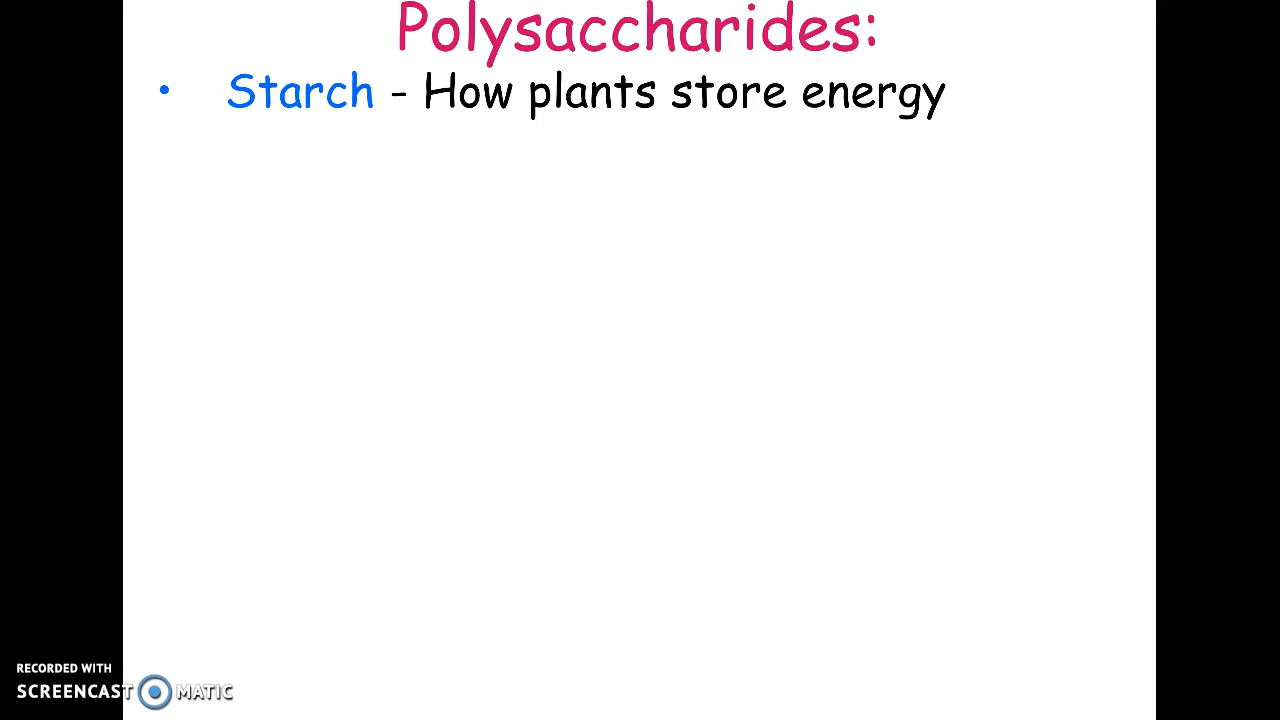 Polysaccharides:
• Starch - How plants store energy
RECORDED WITH
SCREENCAST MATIC